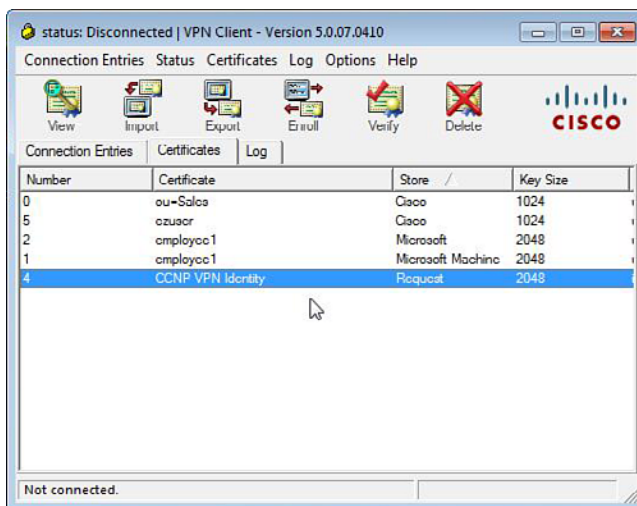 status: Disconnected | VPN Client - Version 5.0.07.0410
Connection Entries Status Certificates Log Options Help
View Import Export Enroll Verify Delete
CISCO
Connection Entries Certificates Log
Number Certificate Store Key Size
0 ou=Sales Cisco 1024
5 ezuser Cisco 1024
2 employee1 Microsoft 2048
1 employee1 Microsoft Machine 2048
4 CCNP VPN Identity Request 2048
Not connected.